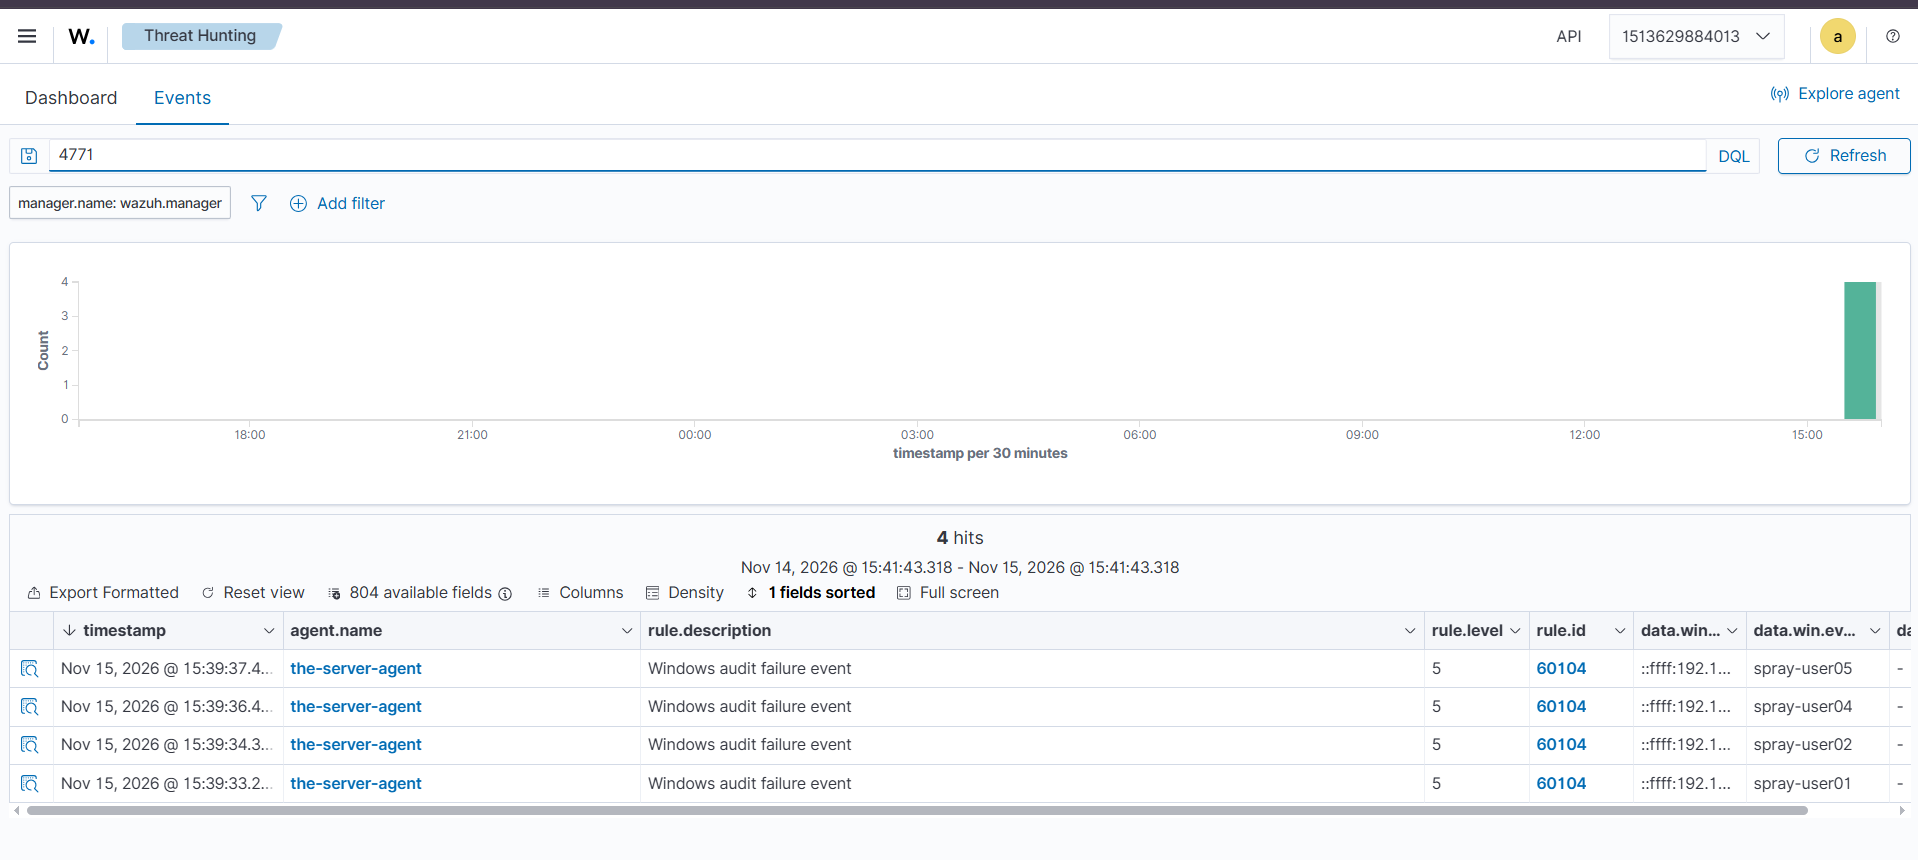 W. Threat Hunting API 1513629884013 a
Dashboard Events Explore agent
4771 DQL Refresh
manager.name: wazuh.manager Add filter
4
3
2
1
0
Count
18:00 21:00 00:00 03:00 06:00 09:00 12:00 15:00
timestamp per 30 minutes
4 hits
Nov 14, 2026 @ 15:41:43.318 - Nov 15, 2026 @ 15:41:43.318
Export Formatted Reset view 804 available fields Columns Density 1 fields sorted Full screen
timestamp agent.name rule.description rule.level rule.id data.win... data.win.ev... da
Nov 15, 2026 @ 15:39:37.4... the-server-agent Windows audit failure event 5 60104 ::ffff:192.1... spray-user05 -
Nov 15, 2026 @ 15:39:36.4... the-server-agent Windows audit failure event 5 60104 ::ffff:192.1... spray-user04 -
Nov 15, 2026 @ 15:39:34.3... the-server-agent Windows audit failure event 5 60104 ::ffff:192.1... spray-user02 -
Nov 15, 2026 @ 15:39:33.2... the-server-agent Windows audit failure event 5 60104 ::ffff:192.1... spray-user01 -